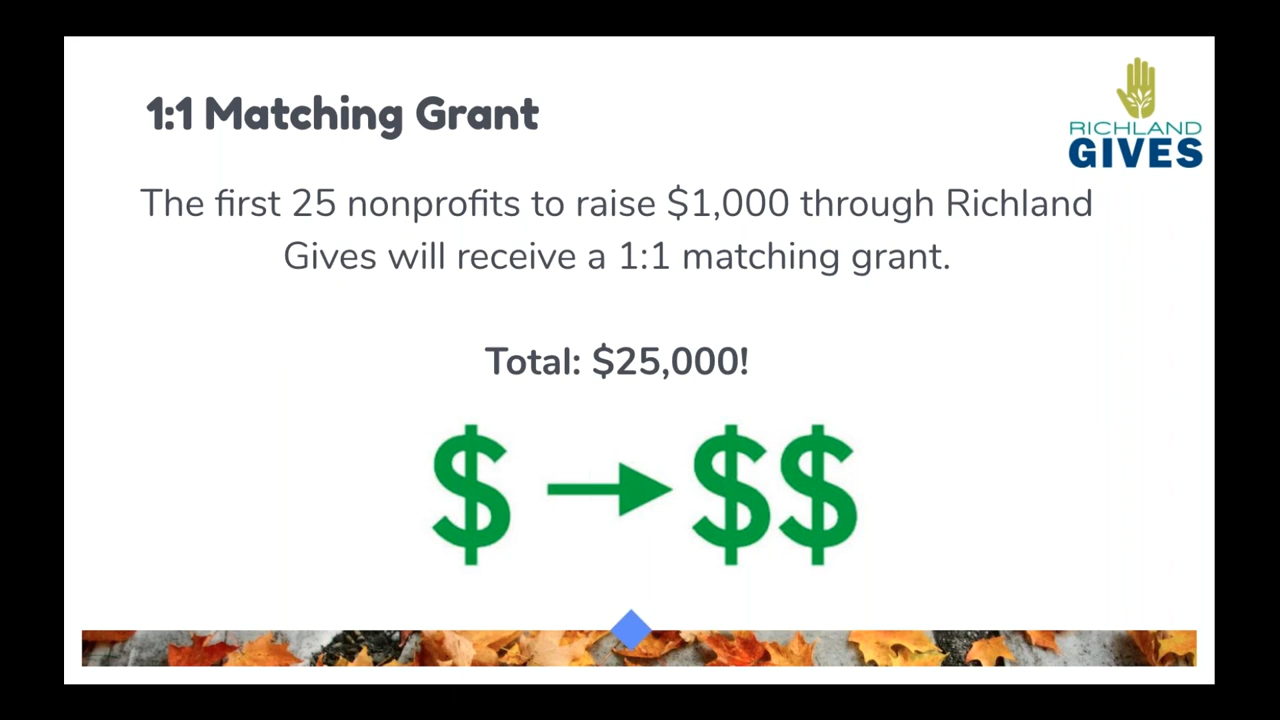 1:1 Matching Grant
RICHLAND
GIVES
The first 25 nonprofits to raise $1,000 through Richland
Gives will receive a 1:1 matching grant.
Total: $25,000!
$ → $$